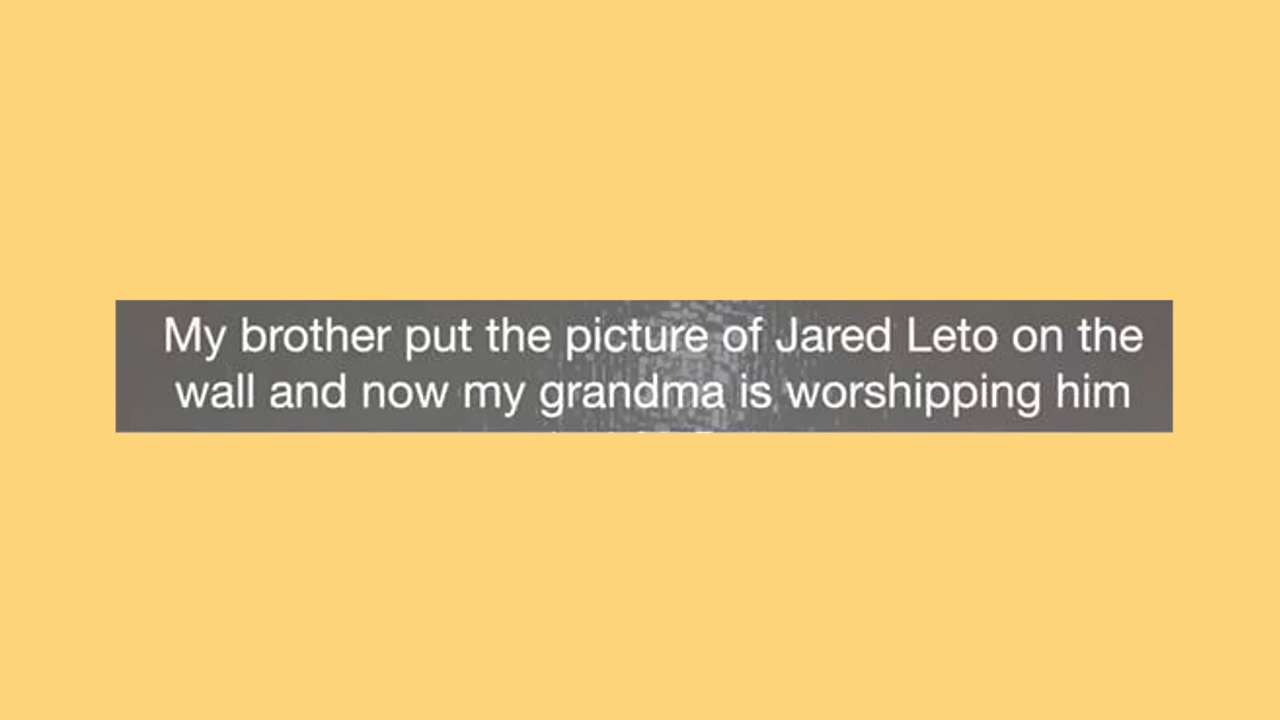 My brother put the picture of Jared Leto on the
wall and now my grandma is worshipping him